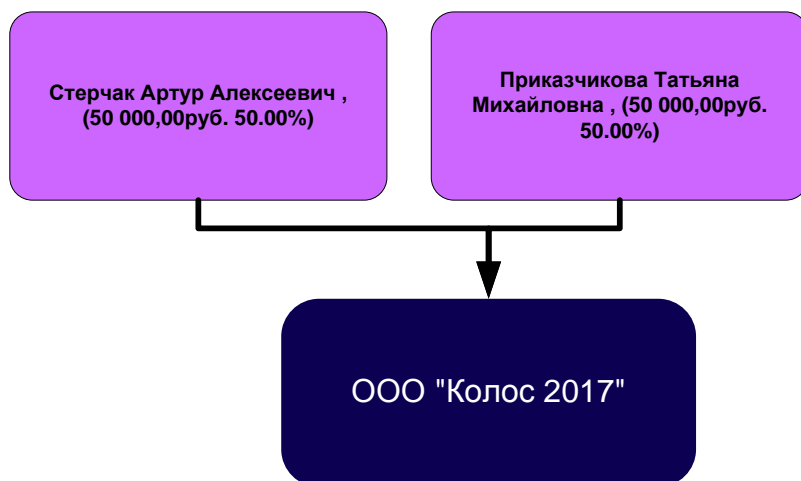 Стерчак Артур Алексеевич ,
(50 000,00руб. 50.00%)
Приказчикова Татьяна
Михайловна , (50 000,00руб.
50.00%)
ООО "Колос 2017"